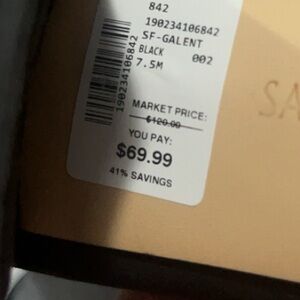 842
190234106842
SF-GALENT
BLACK 002
7.5M
190234106842
MARKET PRICE:
$120.00
YOU PAY:
$69.99
41% SAVINGS
SA